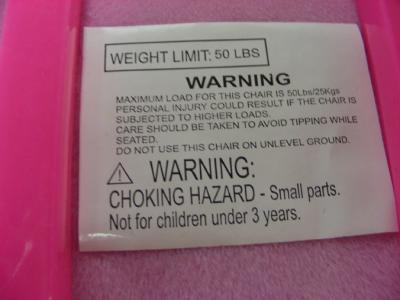 WEIGHT LIMIT: 50 LBS
WARNING
MAXIMUM LOAD FOR THIS CHAIR IS 50Lbs/25Kgs
PERSONAL INJURY COULD RESULT IF THE CHAIR IS
SUBJECTED TO HIGHER LOADS.
CARE SHOULD BE TAKEN TO AVOID TIPPING WHILE
SEATED.
DO NOT USE THIS CHAIR ON UNLEVEL GROUND.
! WARNING:
CHOKING HAZARD - Small parts.
Not for children under 3 years.